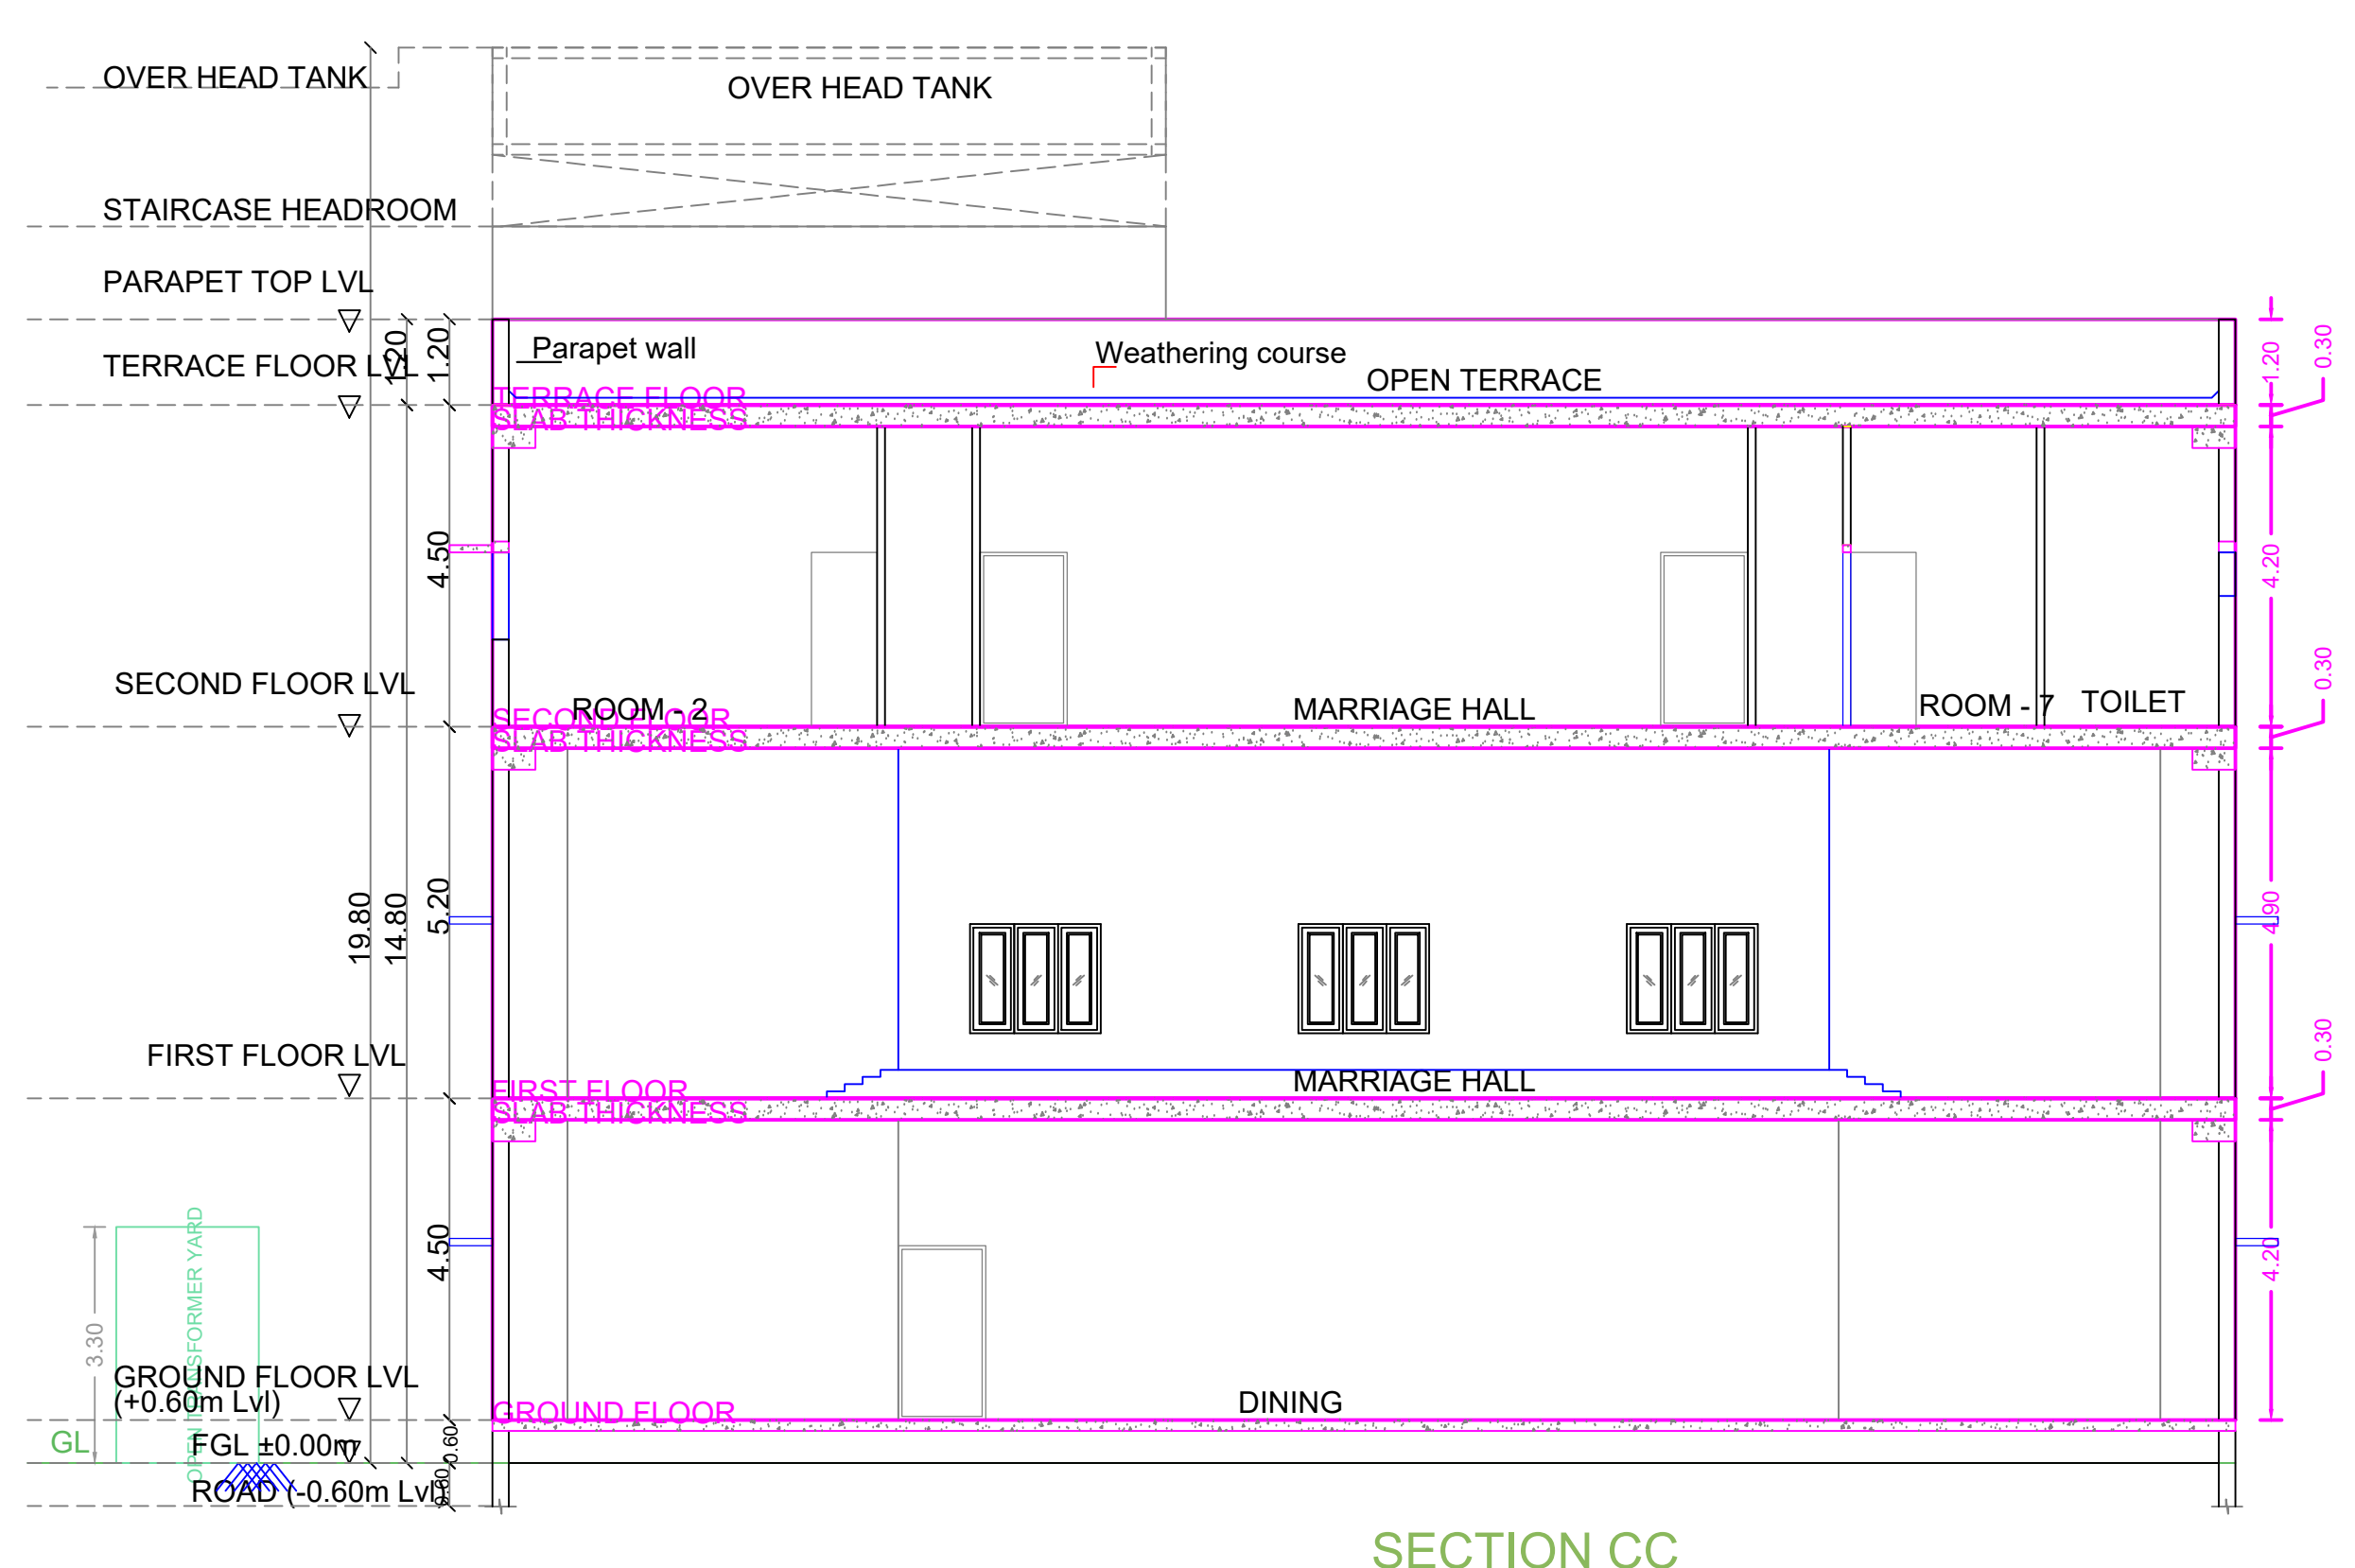 OVER HEAD TANK
OVER HEAD TANK
STAIRCASE HEADROOM
PARAPET TOP LVL
1.20
1.20
Parapet wall
Weathering course
1.20
0.30
TERRACE FLOOR LVL
OPEN TERRACE
TERRACE FLOOR
SLAB THICKNESS
4.50
4.20
SECOND FLOOR LVL
ROOM - 2
MARRIAGE HALL
ROOM - 7
TOILET
0.30
SECOND FLOOR
SLAB THICKNESS
19.80
14.80
5.20
4.90
FIRST FLOOR LVL
MARRIAGE HALL
0.30
FIRST FLOOR
SLAB THICKNESS
4.50
4.20
OPEN TRANSFORMER YARD
3.30
GROUND FLOOR LVL
(+0.60m Lvl)
DINING
GROUND FLOOR
GL
FGL ±0.00m
0.60
ROAD (-0.60m Lvl)
0.60
SECTION CC